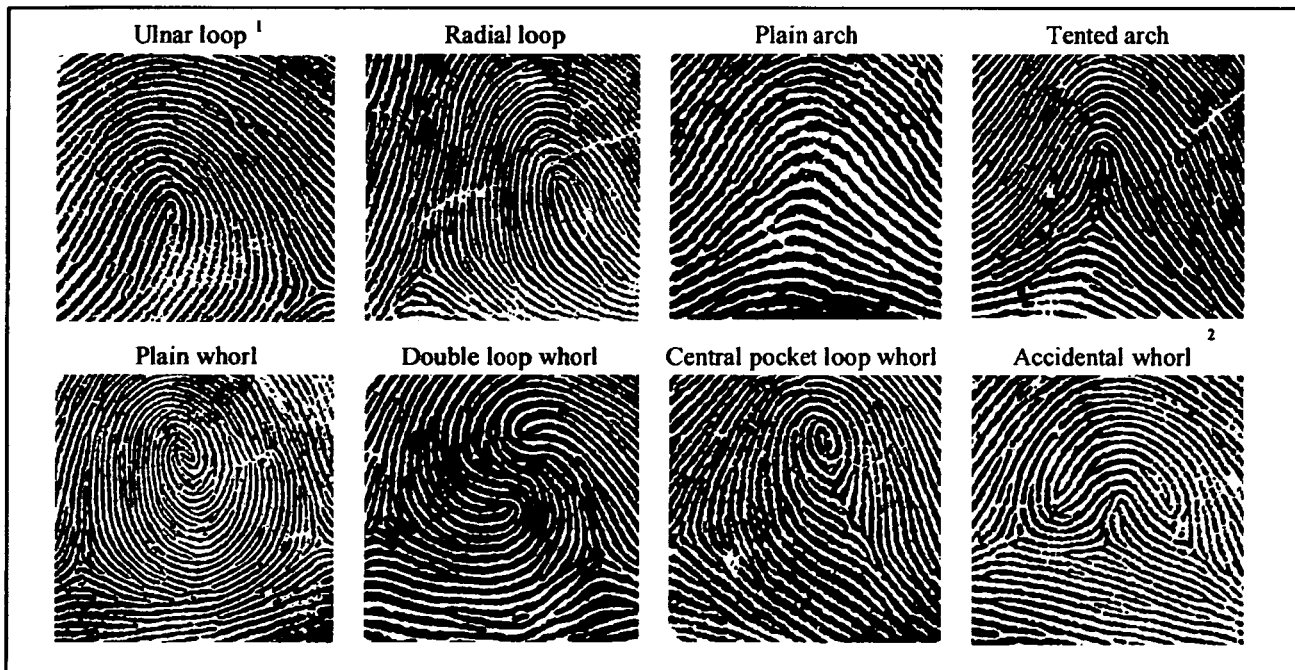 Ulnar loop 1
Radial loop
Plain arch
Tented arch
Plain whorl
Double loop whorl
Central pocket loop whorl
Accidental whorl 2